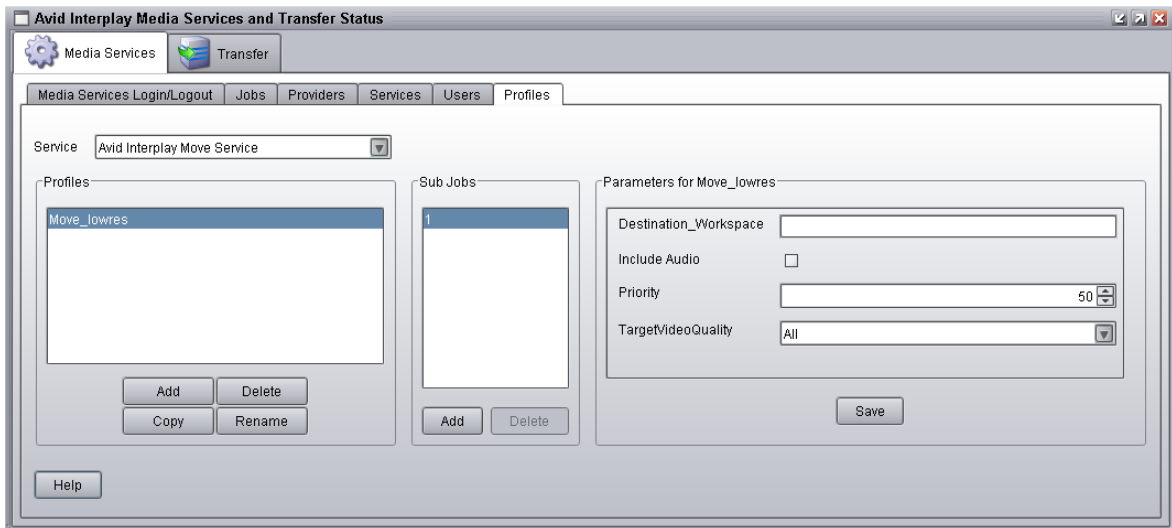 Avid Interplay Media Services and Transfer Status
Media Services Transfer
Media Services Login/Logout Jobs Providers Services Users Profiles
Service Avid Interplay Move Service
Profiles
Move_lowres
Add Delete
Copy Rename
Sub Jobs
1
Add Delete
Parameters for Move_lowres
Destination_Workspace
Include Audio
Priority 50
TargetVideoQuality All
Save
Help